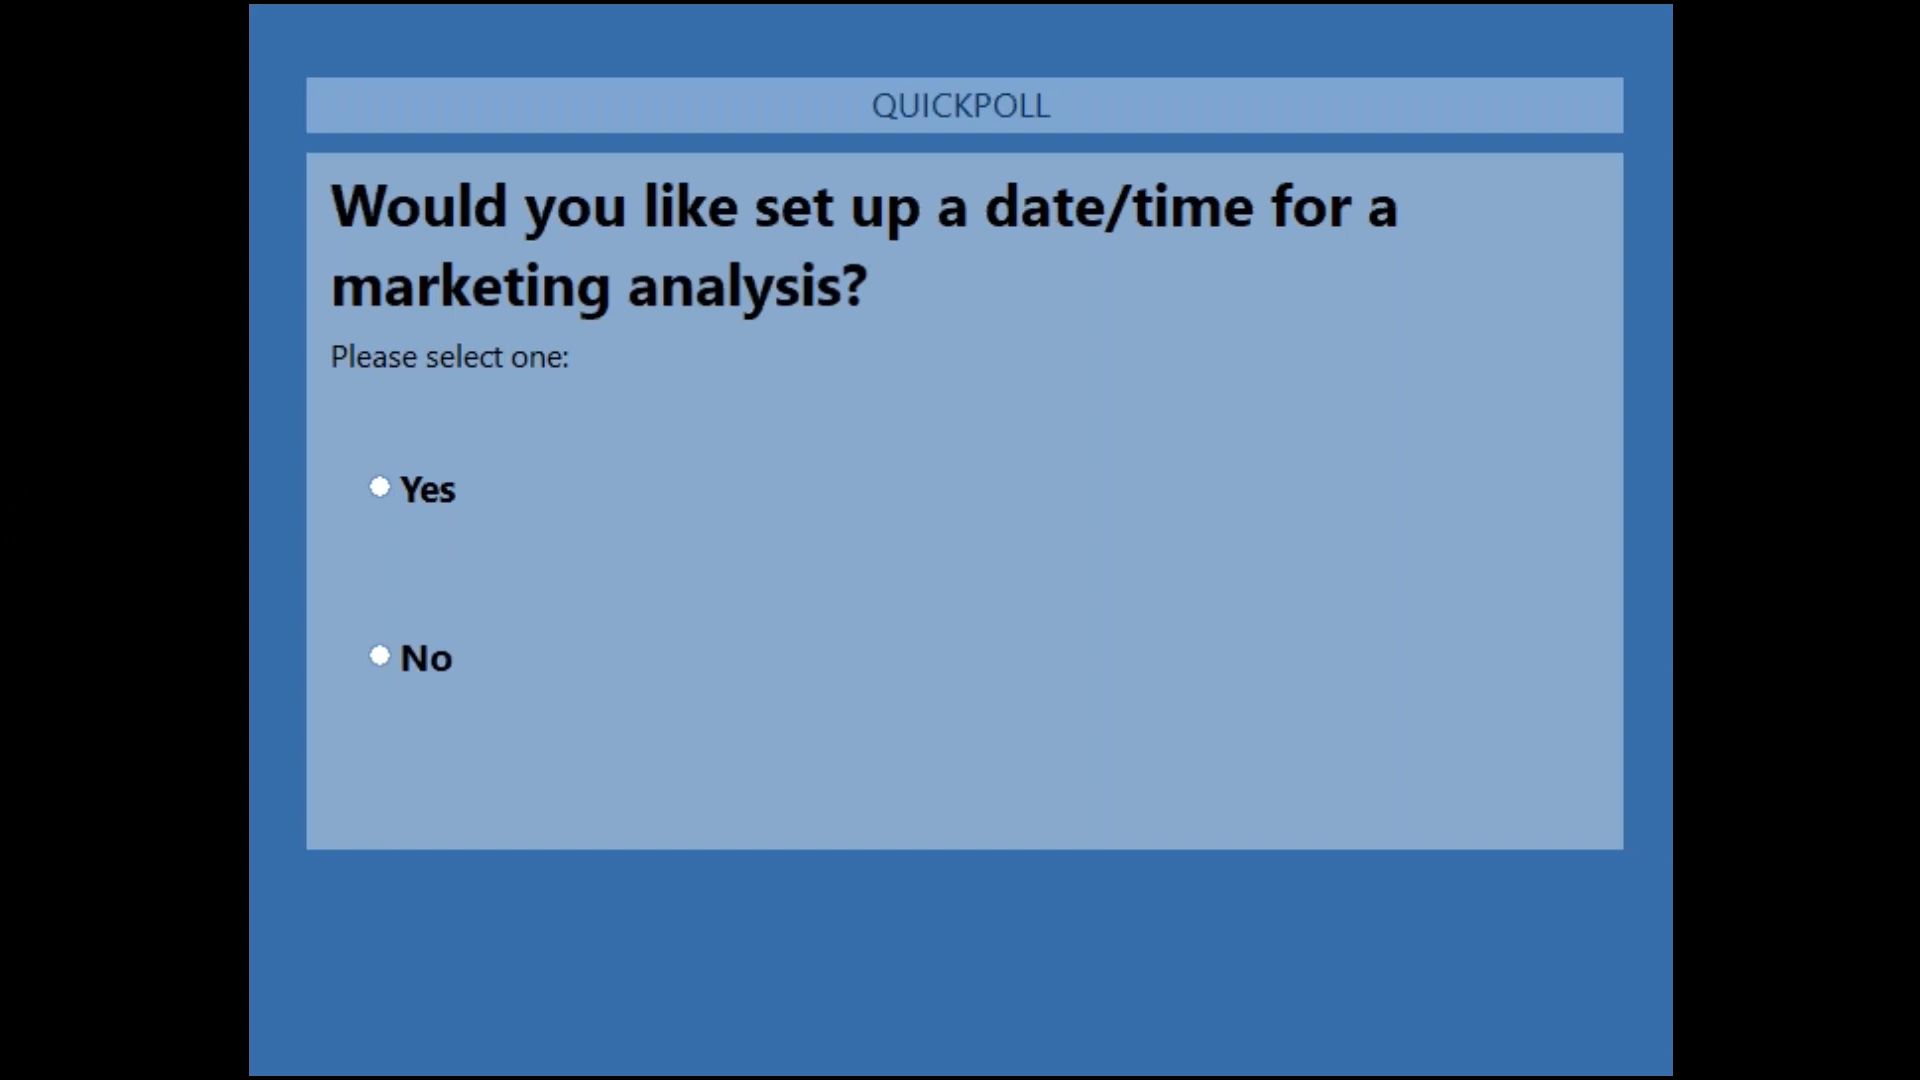 QUICKPOLL
Would you like set up a date/time for a
marketing analysis?
Please select one:
Yes
No